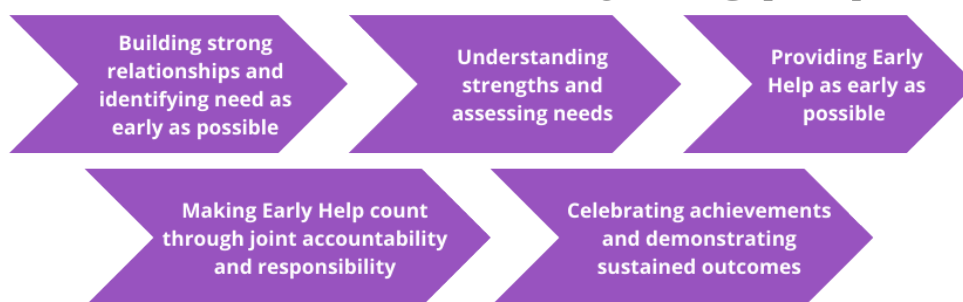 Building strong
relationships and
identifying need as
early as possible
Understanding
strengths and
assessing needs
Providing Early
Help as early as
possible
Making Early Help count
through joint accountability
and responsibility
Celebrating achievements
and demonstrating
sustained outcomes